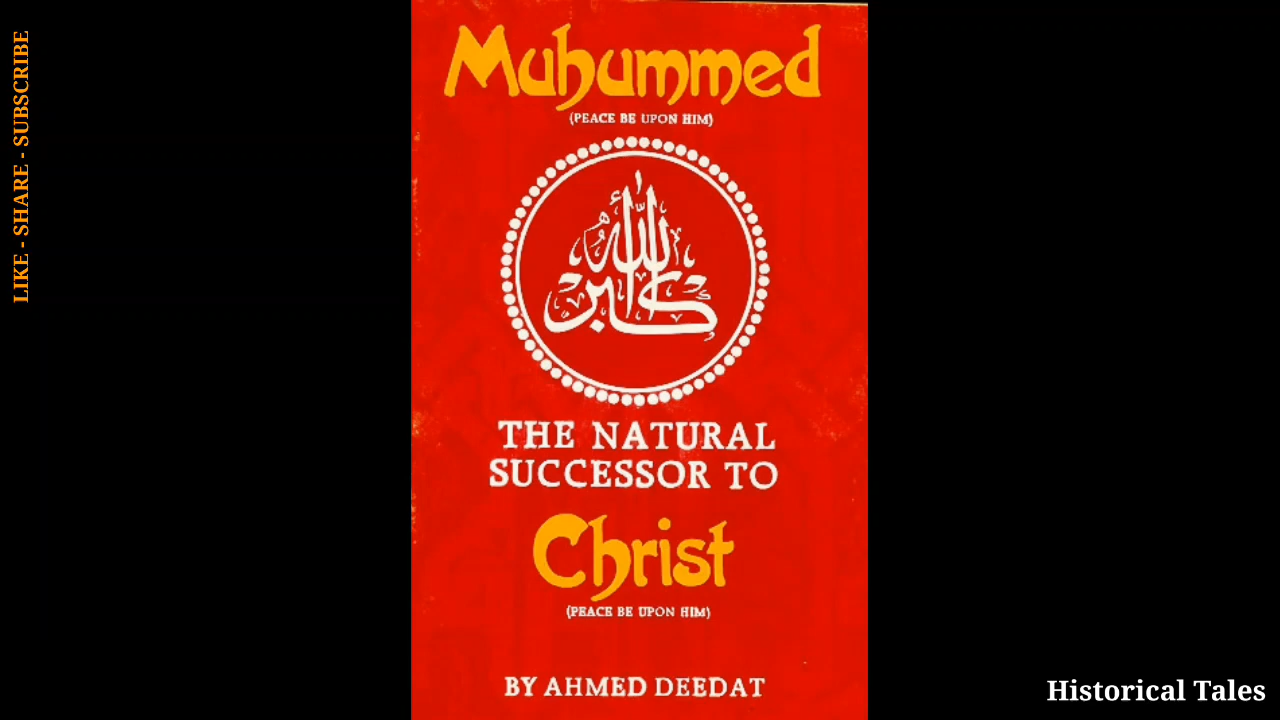 LIKE - SHARE - SUBSCRIBE
Muhummed
(PEACE BE UPON HIM)
الله أكبر
THE NATURAL
SUCCESSOR TO
Christ
(PEACE BE UPON HIM)
BY AHMED DEEDAT
Historical Tales